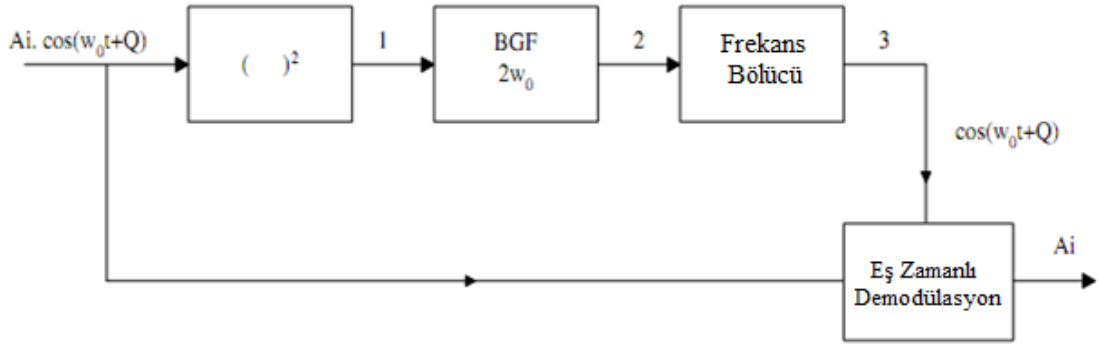 Ai. cos(w₀t+Q)
( )²
1
BGF
2w₀
2
Frekans
Bölücü
3
cos(w₀t+Q)
Eş Zamanlı
Demodülasyon
Ai